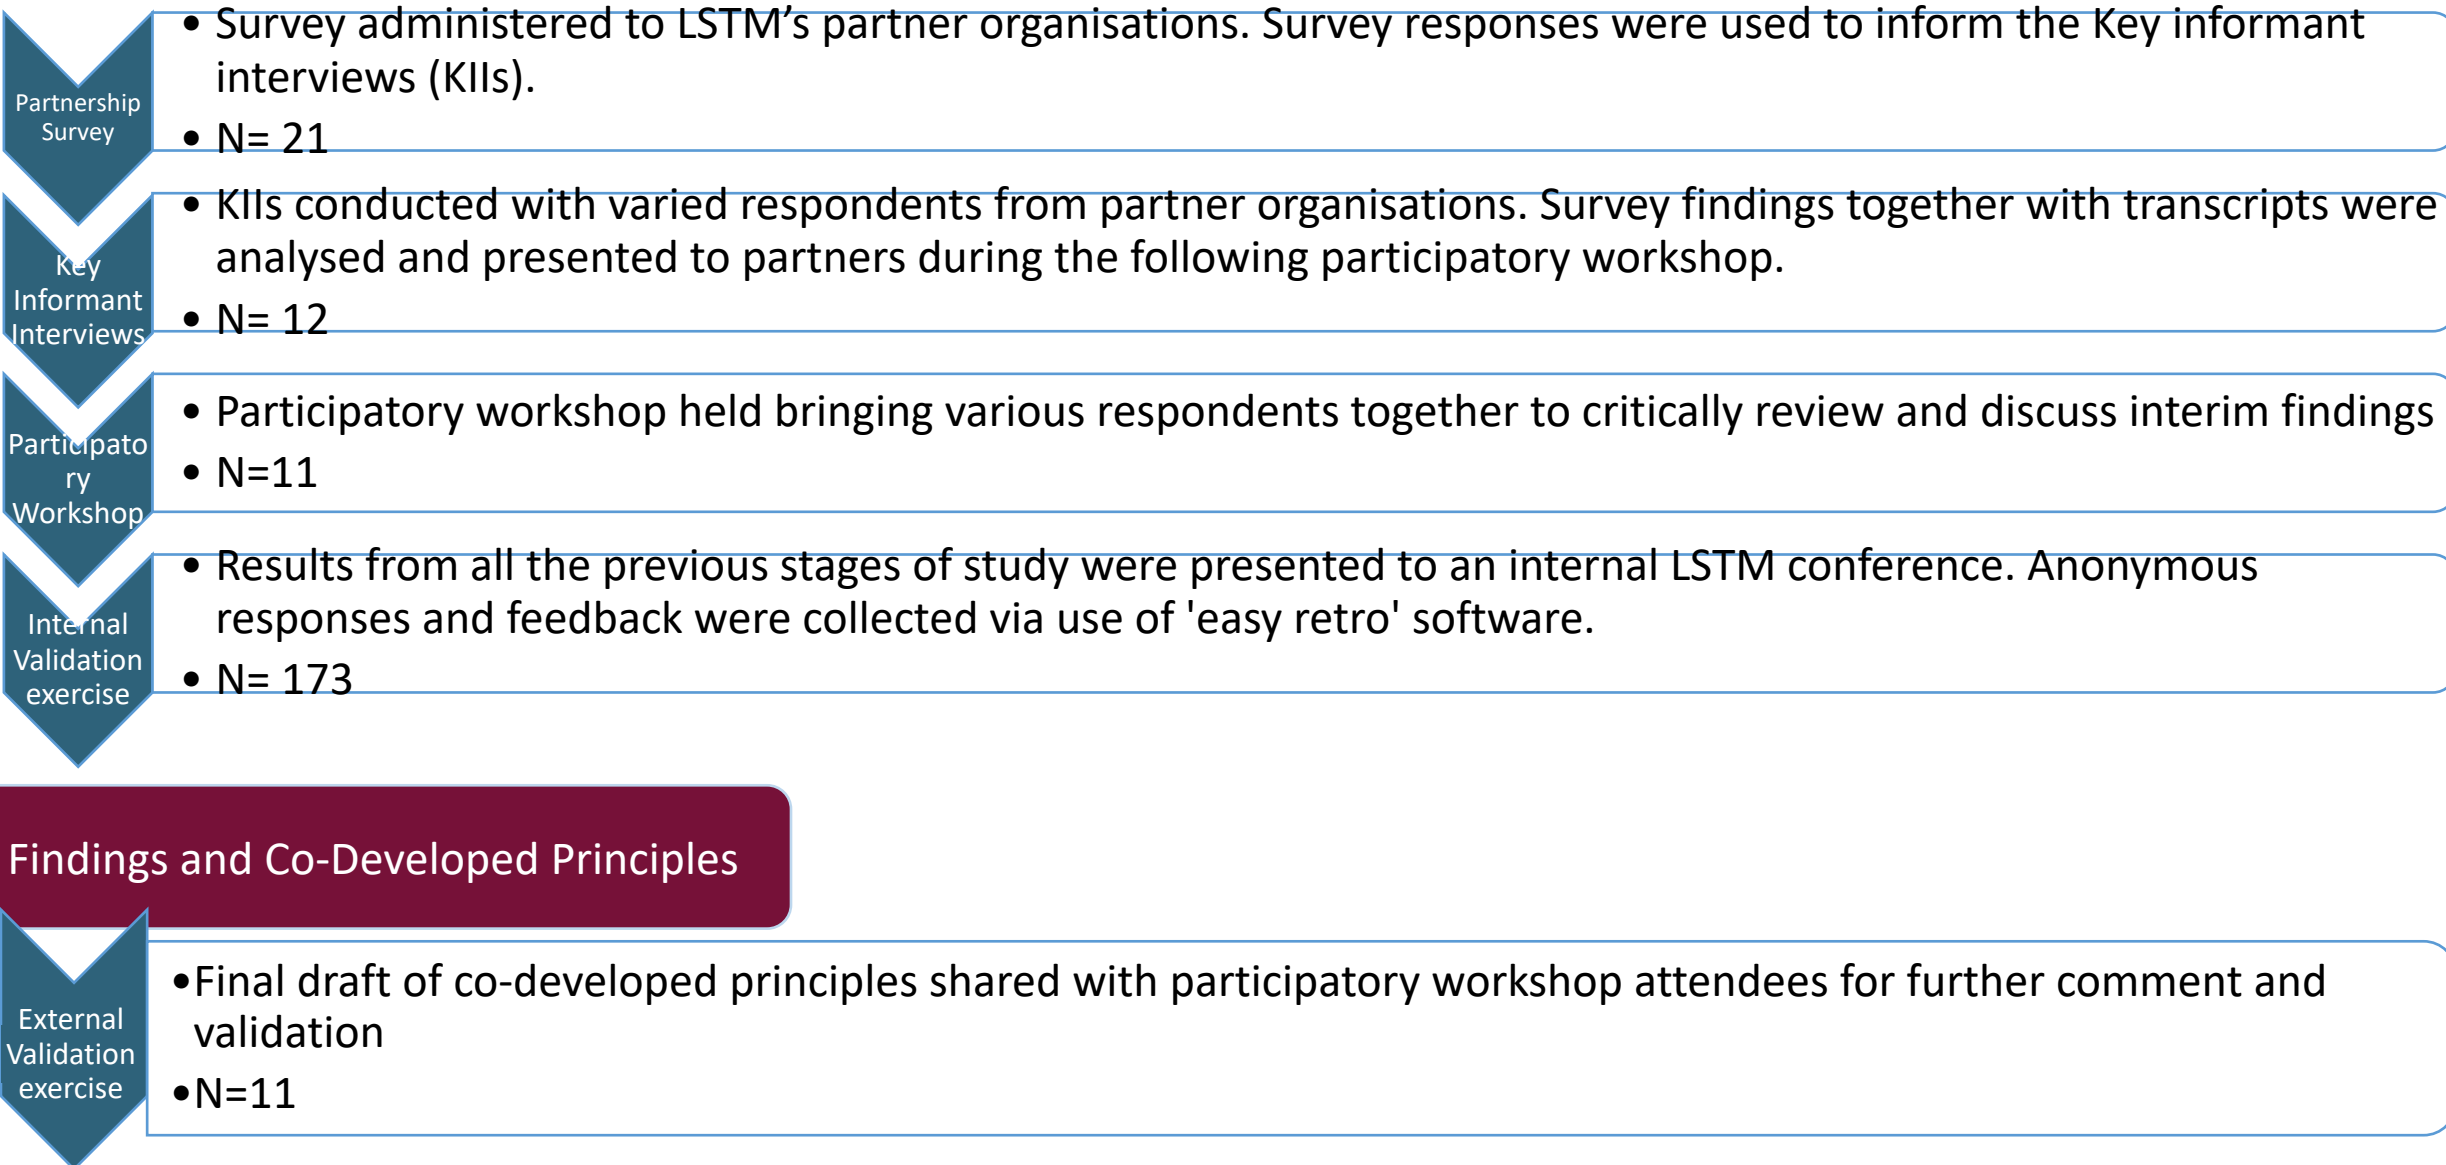 Partnership
Survey
• Survey administered to LSTM’s partner organisations. Survey responses were used to inform the Key informant
interviews (KIIs).
• N= 21
Key
Informant
Interviews
• KIIs conducted with varied respondents from partner organisations. Survey findings together with transcripts were
analysed and presented to partners during the following participatory workshop.
• N= 12
Participato
ry
Workshop
• Participatory workshop held bringing various respondents together to critically review and discuss interim findings
• N=11
Internal
Validation
exercise
• Results from all the previous stages of study were presented to an internal LSTM conference. Anonymous
responses and feedback were collected via use of 'easy retro' software.
• N= 173
Findings and Co-Developed Principles
External
Validation
exercise
•Final draft of co-developed principles shared with participatory workshop attendees for further comment and
validation
•N=11